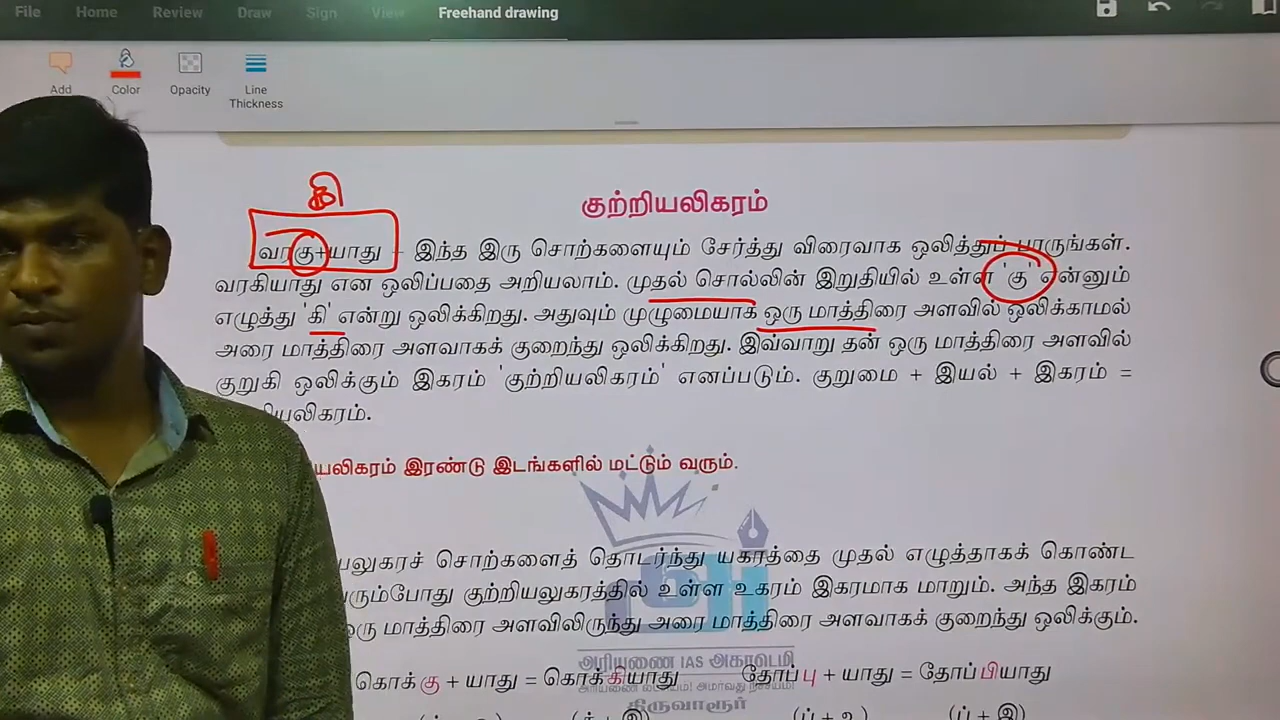 File Home Review Draw Sign View Freehand drawing
Add Color Opacity Line Thickness
கி
குற்றியலிகரம்
வரகு+யாது – இந்த இரு சொற்களையும் சேர்த்து விரைவாக ஒலித்துப் பாருங்கள்.
வரகியாது என ஒலிப்பதை அறியலாம். முதல் சொல்லின் இறுதியில் உள்ள 'கு' என்னும்
எழுத்து 'கி' என்று ஒலிக்கிறது. அதுவும் முழுமையாக ஒரு மாத்திரை அளவில் ஒலிக்காமல்
அரை மாத்திரை அளவாகக் குறைந்து ஒலிக்கிறது. இவ்வாறு தன் ஒரு மாத்திரை அளவில்
குறுகி ஒலிக்கும் இகரம் 'குற்றியலிகரம்' எனப்படும். குறுமை + இயல் + இகரம் =
யலிகரம்.
யலிகரம் இரண்டு இடங்களில் மட்டும் வரும்.
யலுகரச் சொற்களைத் தொடர்ந்து யகரத்தை முதல் எழுத்தாகக் கொண்ட
வரும்போது குற்றியலுகரத்தில் உள்ள உகரம் இகரமாக மாறும். அந்த இகரம்
ஒரு மாத்திரை அளவிலிருந்து அரை மாத்திரை அளவாகக் குறைந்து ஒலிக்கும்.
அரியணை IAS அகாடெமி
கொக்கு + யாது = கொக்கியாது தோப்பு + யாது = தோப்பியாது
திருவாரூர்
(க் + இ) (ப் + உ) (ப் + இ)